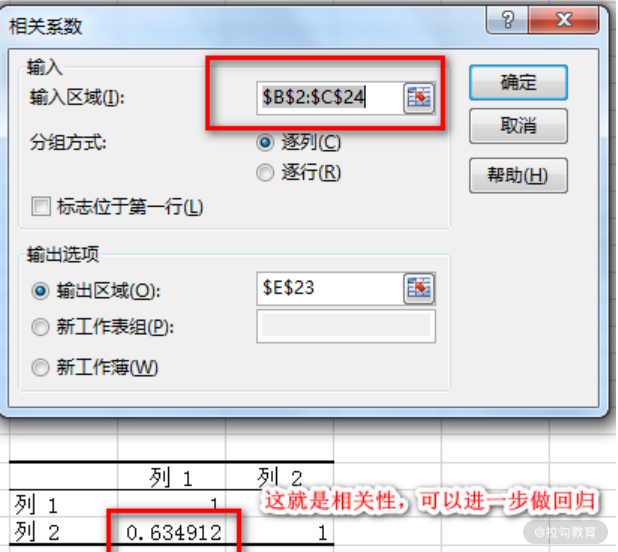 相关系数
输入
输入区域(I):
$B$2:$C$24
确定
分组方式:
逐列(C)
取消
逐行(R)
帮助(H)
标志位于第一行(L)
输出选项
输出区域(O):
$E$23
新工作表组(P):
新工作薄(W)
列 1 列 2
列 1 1
这就是相关性，可以进一步做回归
列 2 0.634912 1
@拉勾教育